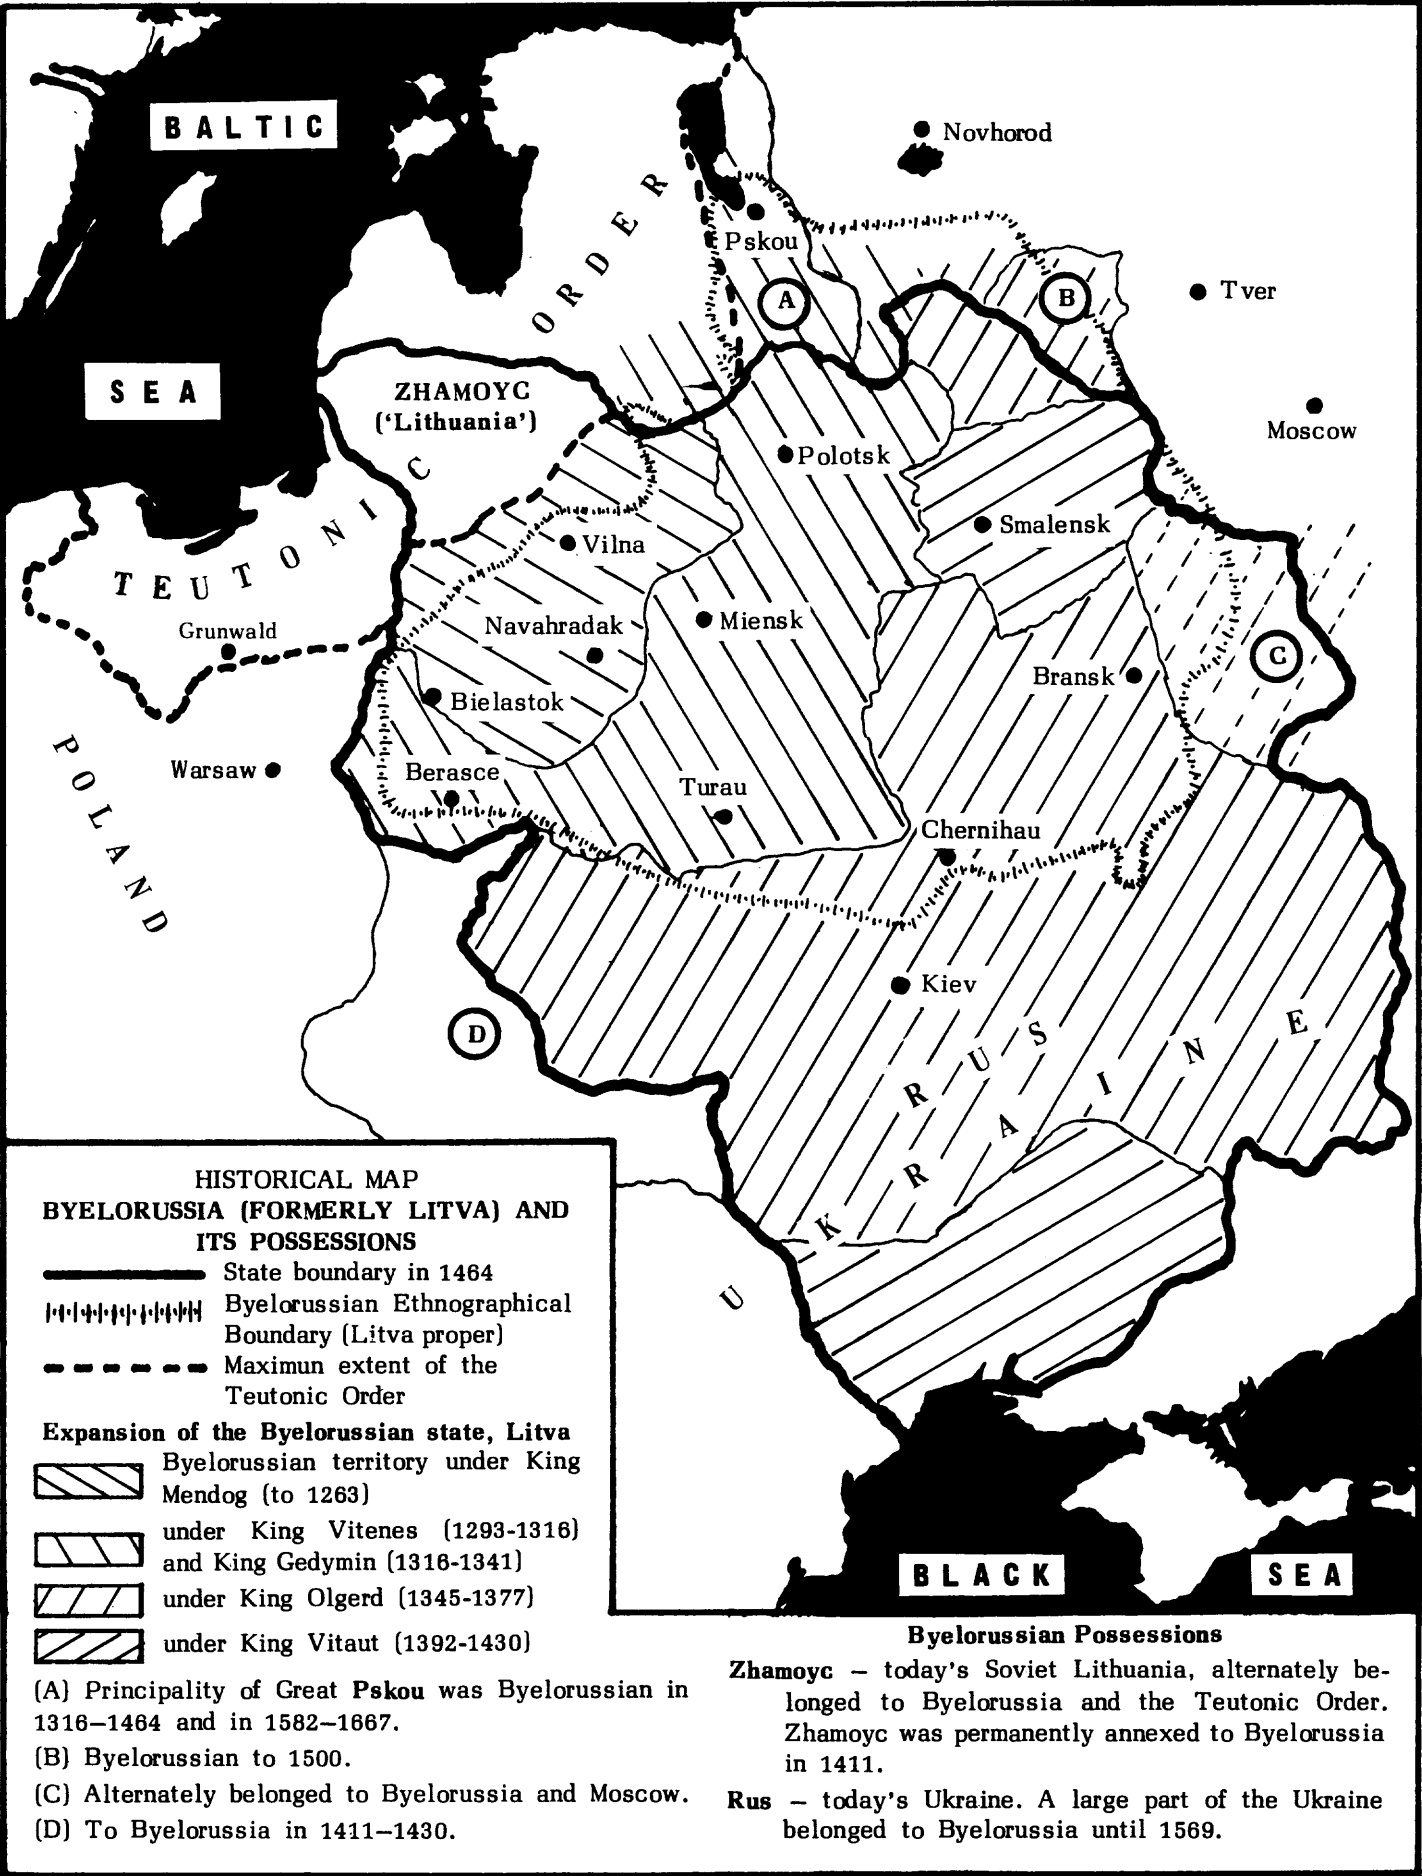 BALTIC
SEA
Novhorod
Pskou
A
B
Tver
ORDER
ZHAMOYC
('Lithuania')
Moscow
Polotsk
Smalensk
Vilna
TEUTONIC
Grunwald
Navahradak
Miensk
Bransk
C
Bielastok
Warsaw
Berasce
Turau
Chernihau
POLAND
Kiev
D
RUS
UKRAINE
BLACK SEA
HISTORICAL MAP
BYELORUSSIA (FORMERLY LITVA) AND
ITS POSSESSIONS
State boundary in 1464
Byelorussian Ethnographical
Boundary (Litva proper)
Maximun extent of the
Teutonic Order
Expansion of the Byelorussian state, Litva
Byelorussian territory under King
Mendog (to 1263)
under King Vitenes (1293-1316)
and King Gedymin (1316-1341)
under King Olgerd (1345-1377)
under King Vitaut (1392-1430)
(A) Principality of Great Pskou was Byelorussian in
1316—1464 and in 1582—1667.
(B) Byelorussian to 1500.
(C) Alternately belonged to Byelorussia and Moscow.
(D) To Byelorussia in 1411—1430.
Byelorussian Possessions
Zhamoyc — today's Soviet Lithuania, alternately be-
longed to Byelorussia and the Teutonic Order.
Zhamoyc was permanently annexed to Byelorussia
in 1411.
Rus — today's Ukraine. A large part of the Ukraine
belonged to Byelorussia until 1569.